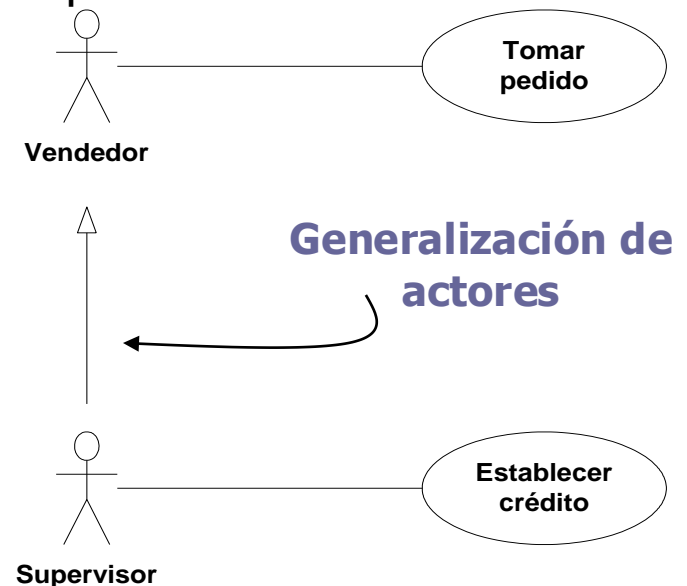 Tomar
pedido
Vendedor
Generalización de
actores
Establecer
crédito
Supervisor